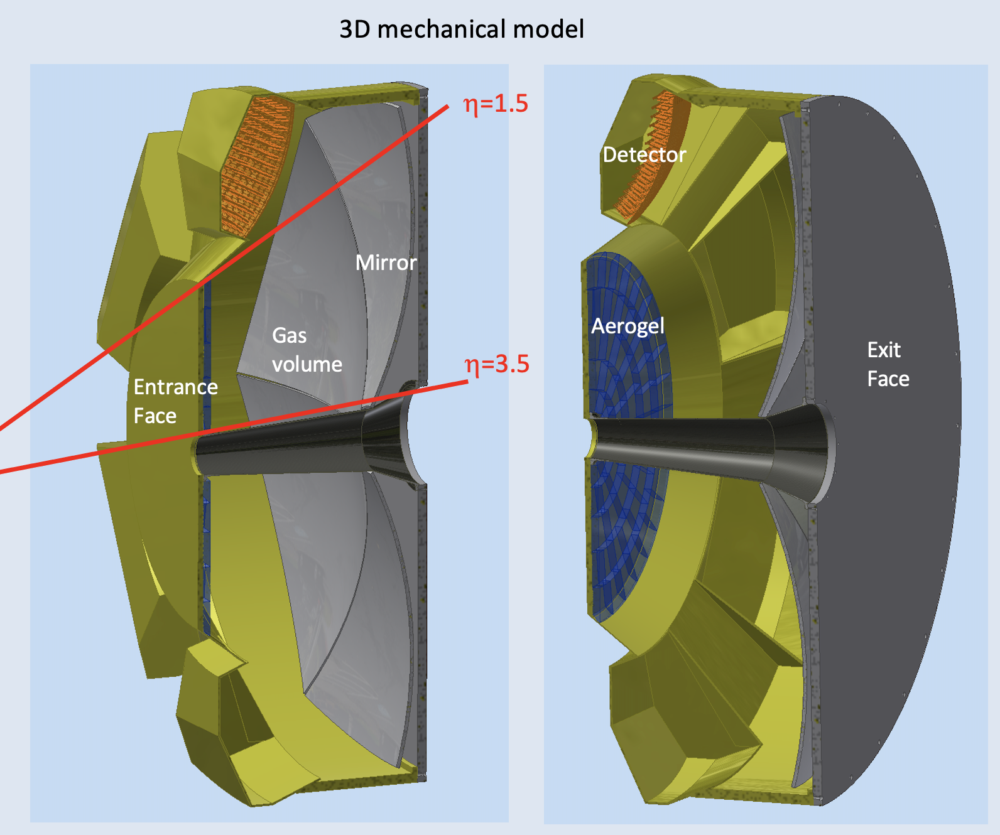 3D mechanical model
η=1.5
Detector
Mirror
Aerogel
Gas
volume
η=3.5
Exit
Face
Entrance
Face